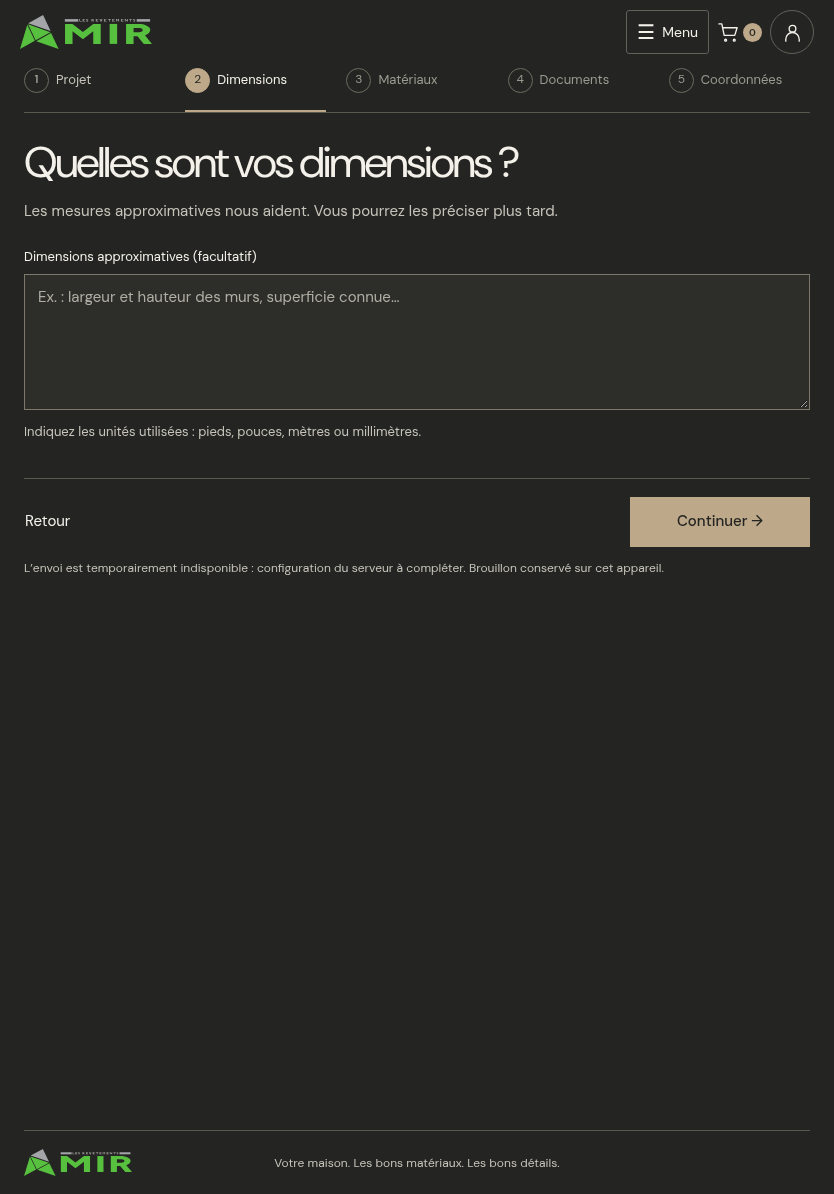 LES REVÊTEMENTS
MIR
Menu
0
1 Projet
2 Dimensions
3 Matériaux
4 Documents
5 Coordonnées
Quelles sont vos dimensions ?
Les mesures approximatives nous aident. Vous pourrez les préciser plus tard.
Dimensions approximatives (facultatif)
Ex. : largeur et hauteur des murs, superficie connue…
Indiquez les unités utilisées : pieds, pouces, mètres ou millimètres.
Retour
Continuer →
L’envoi est temporairement indisponible : configuration du serveur à compléter. Brouillon conservé sur cet appareil.
LES REVÊTEMENTS
MIR
Votre maison. Les bons matériaux. Les bons détails.